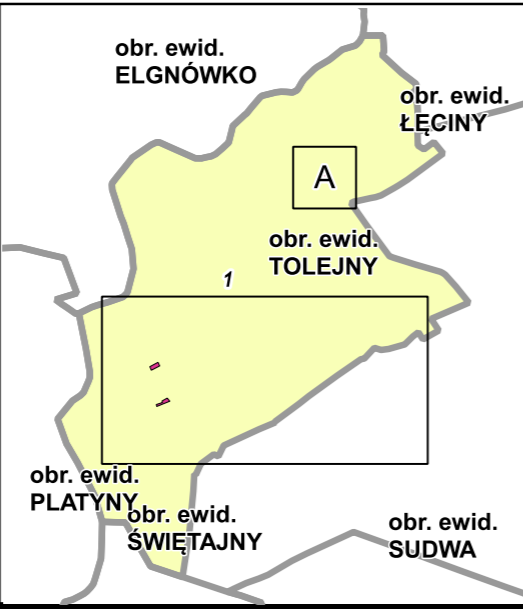 obr. ewid.
ELGNÓWKO
obr. ewid.
ŁĘCINY
A
obr. ewid.
TOLEJNY
1
obr. ewid.
PLATYNY
obr. ewid.
ŚWIĘTAJNY
obr. ewid.
SUDWA